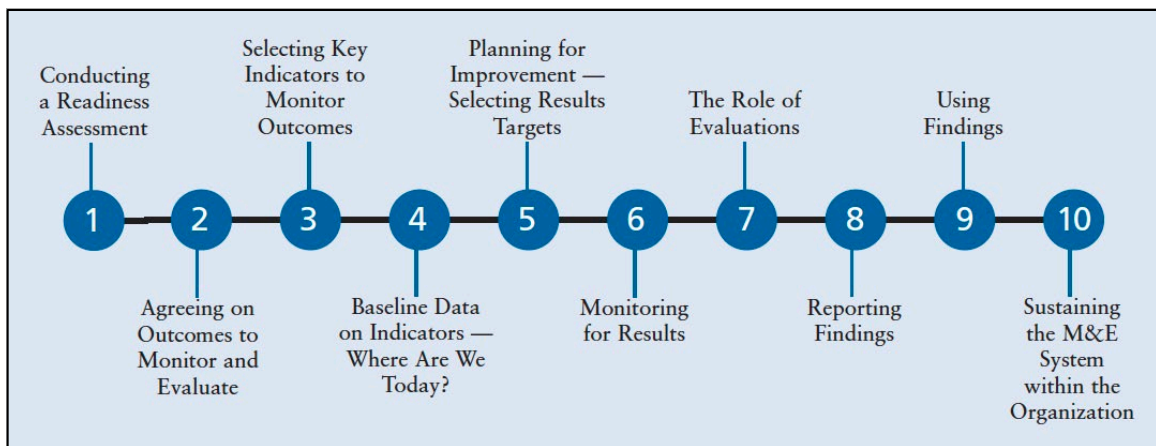 Conducting
a Readiness
Assessment
Selecting Key
Indicators to
Monitor
Outcomes
Planning for
Improvement —
Selecting Results
Targets
The Role of
Evaluations
Using
Findings
1
2
3
4
5
6
7
8
9
10
Agreeing on
Outcomes to
Monitor and
Evaluate
Baseline Data
on Indicators —
Where Are We
Today?
Monitoring
for Results
Reporting
Findings
Sustaining
the M&E
System
within the
Organization